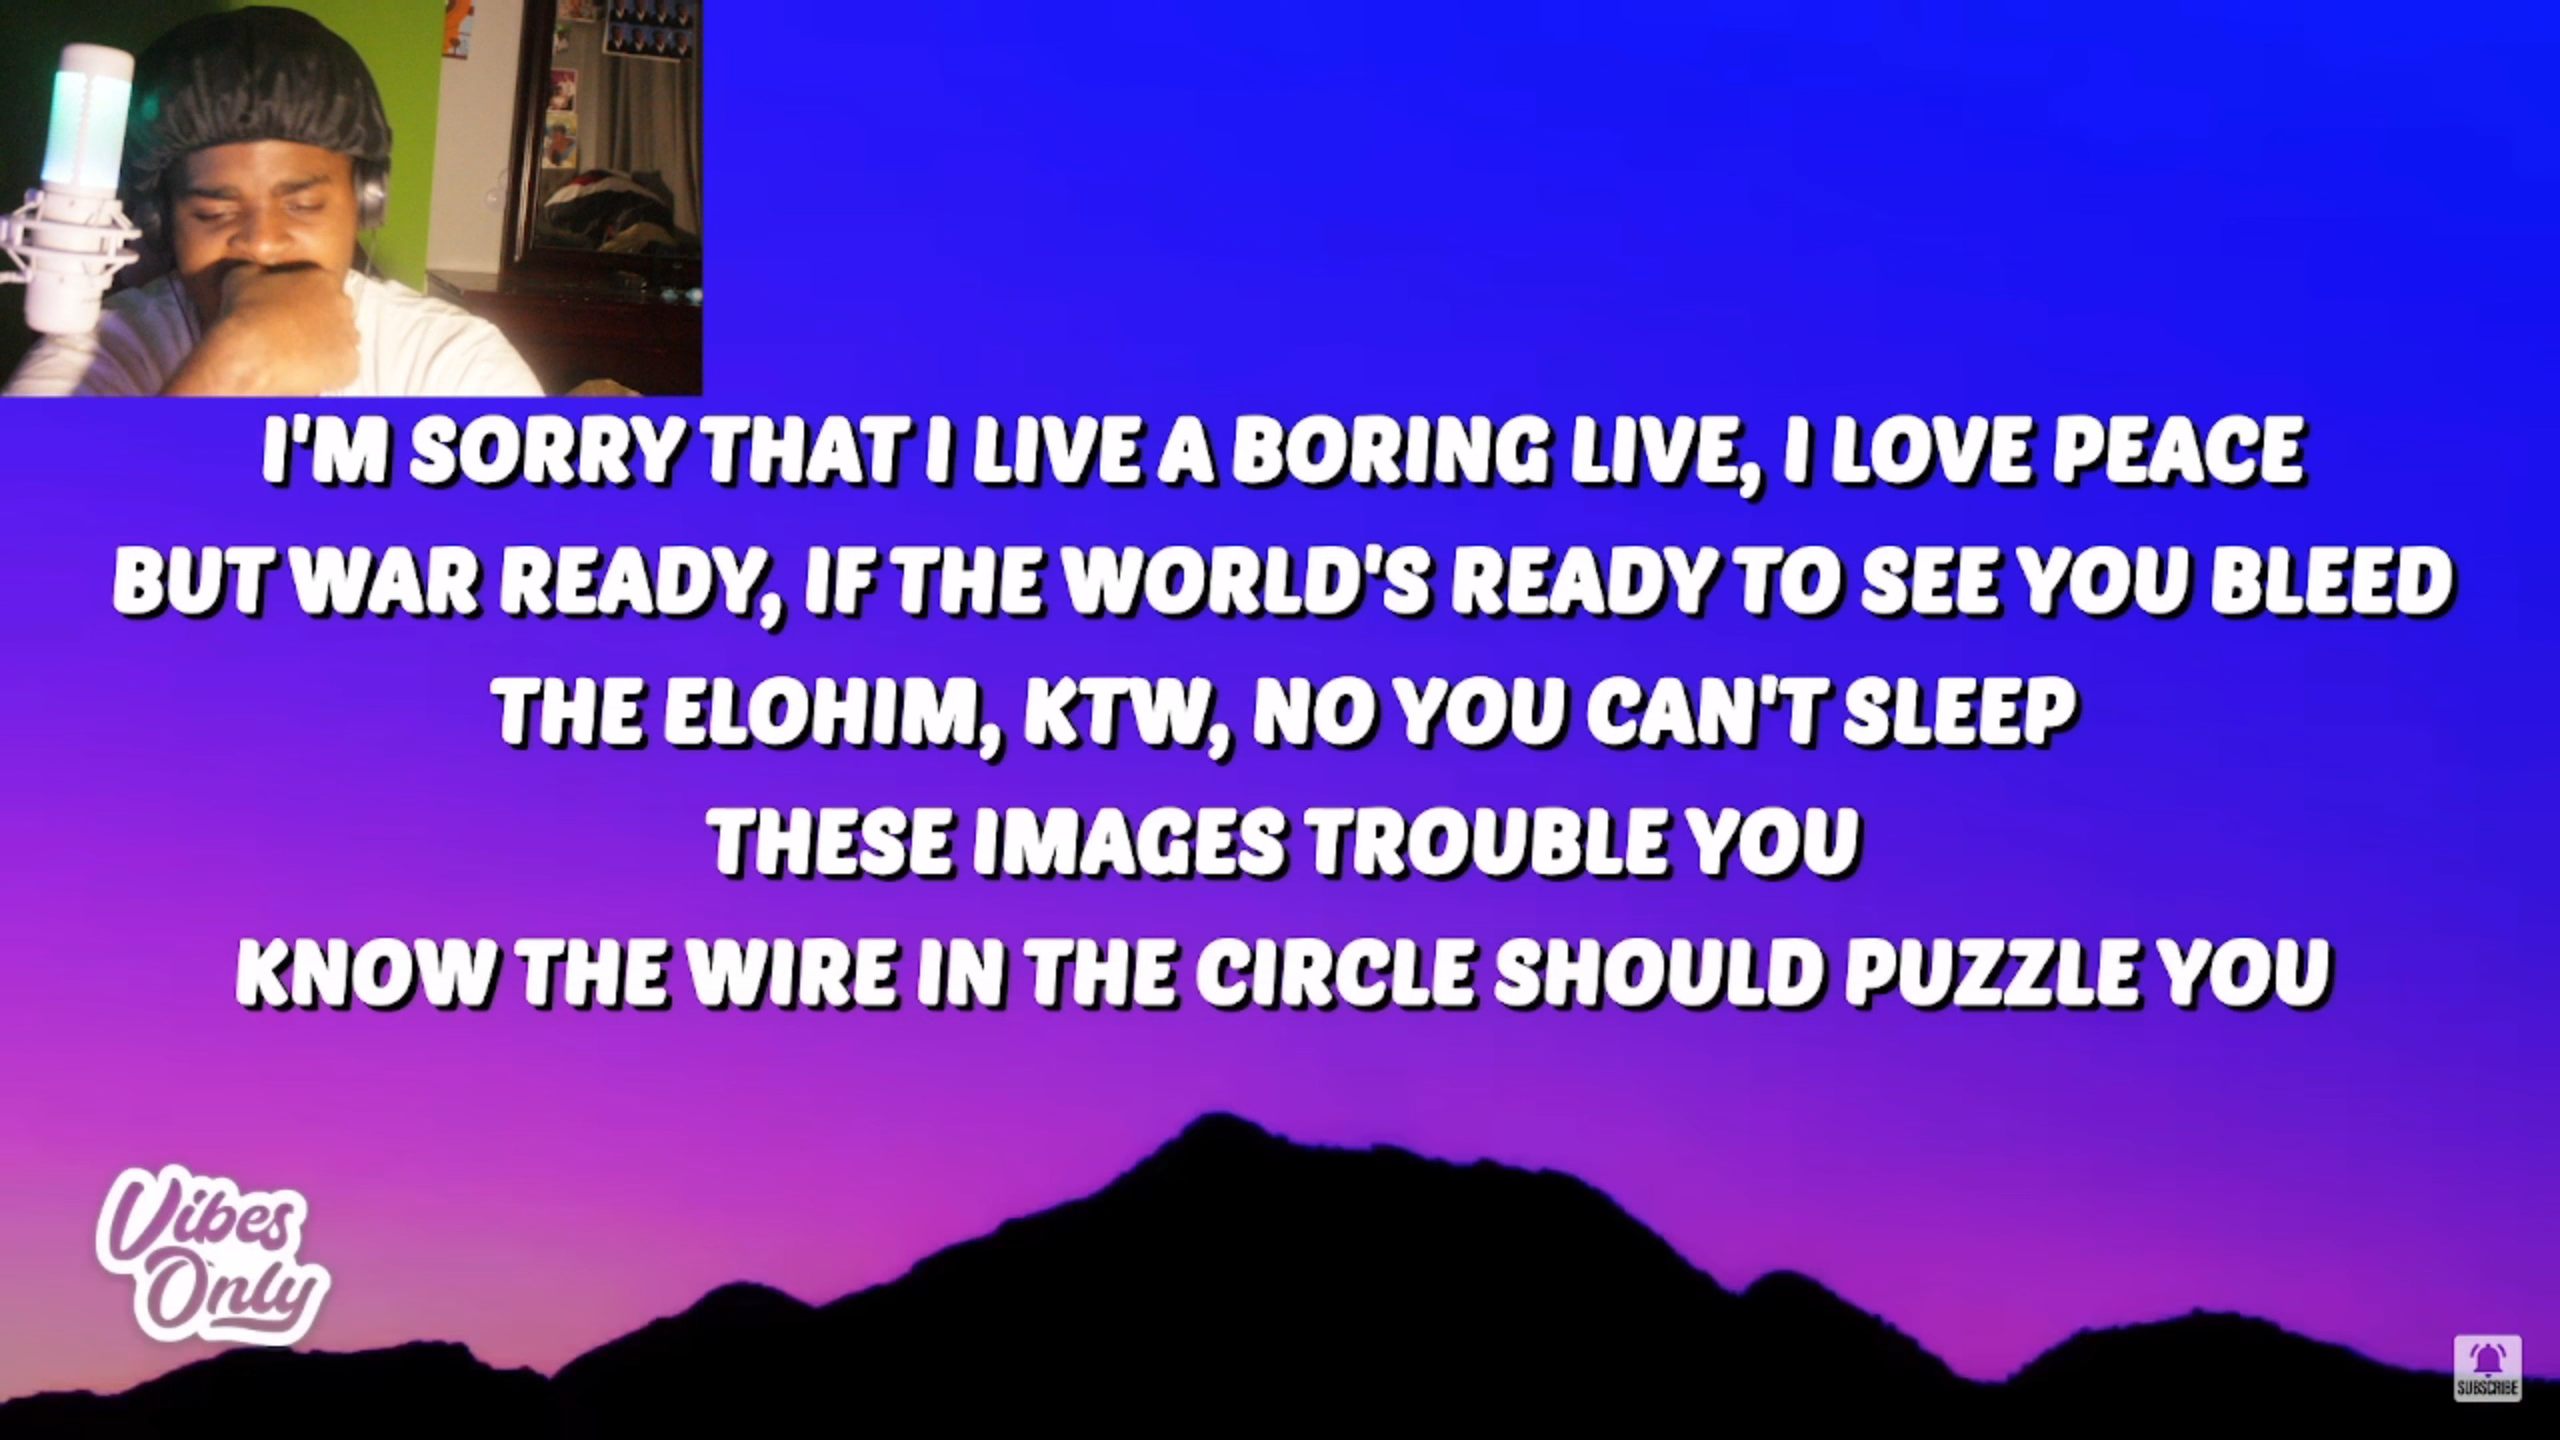 I'M SORRY THAT I LIVE A BORING LIVE, I LOVE PEACE
BUT WAR READY, IF THE WORLD'S READY TO SEE YOU BLEED
THE ELOHIM, KTW, NO YOU CAN'T SLEEP
THESE IMAGES TROUBLE YOU
KNOW THE WIRE IN THE CIRCLE SHOULD PUZZLE YOU
Vibes
Only
SUBSCRIBE